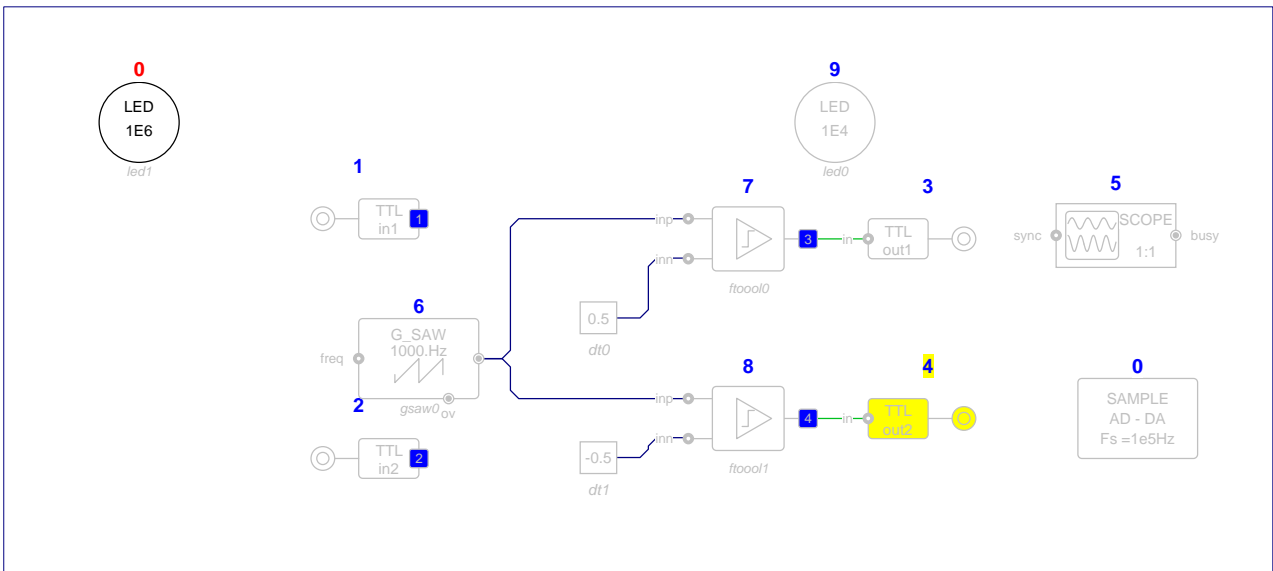 0
LED
1E6
led1
9
LED
1E4
led0
1
TTL
in1
1
7
inp
inn
ftoool0
3
3
in
TTL
out1
5
sync
SCOPE
1:1
busy
0.5
dt0
6
freq
G_SAW
1000.Hz
gsaw0
ov
2
TTL
in2
2
8
inp
inn
ftoool1
-0.5
dt1
4
4
in
TTL
out2
0
SAMPLE
AD - DA
Fs =1e5Hz